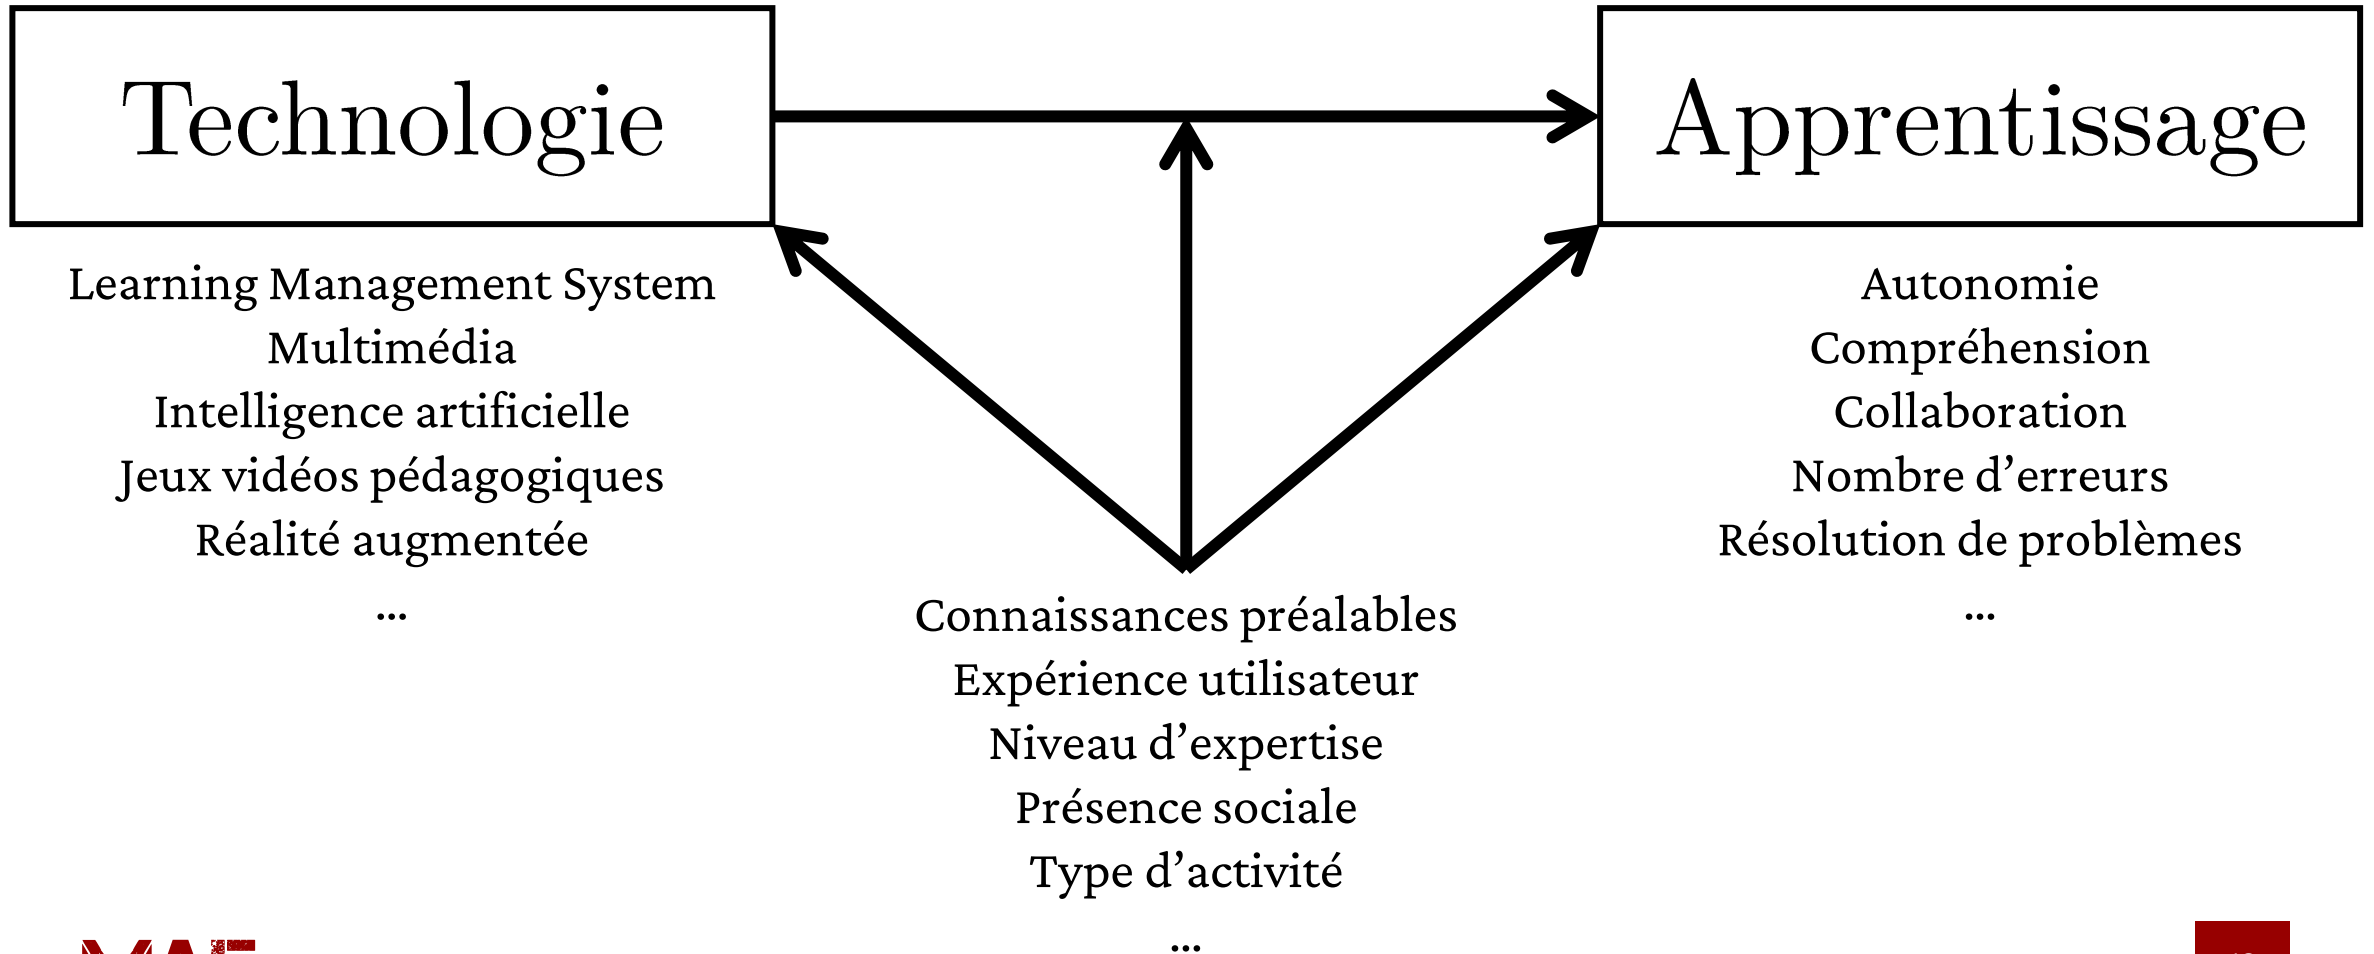 Technologie
Apprentissage
Learning Management System
Multimédia
Intelligence artificielle
Jeux vidéos pédagogiques
Réalité augmentée
...
Autonomie
Compréhension
Collaboration
Nombre d’erreurs
Résolution de problèmes
...
Connaissances préalables
Expérience utilisateur
Niveau d’expertise
Présence sociale
Type d’activité
...